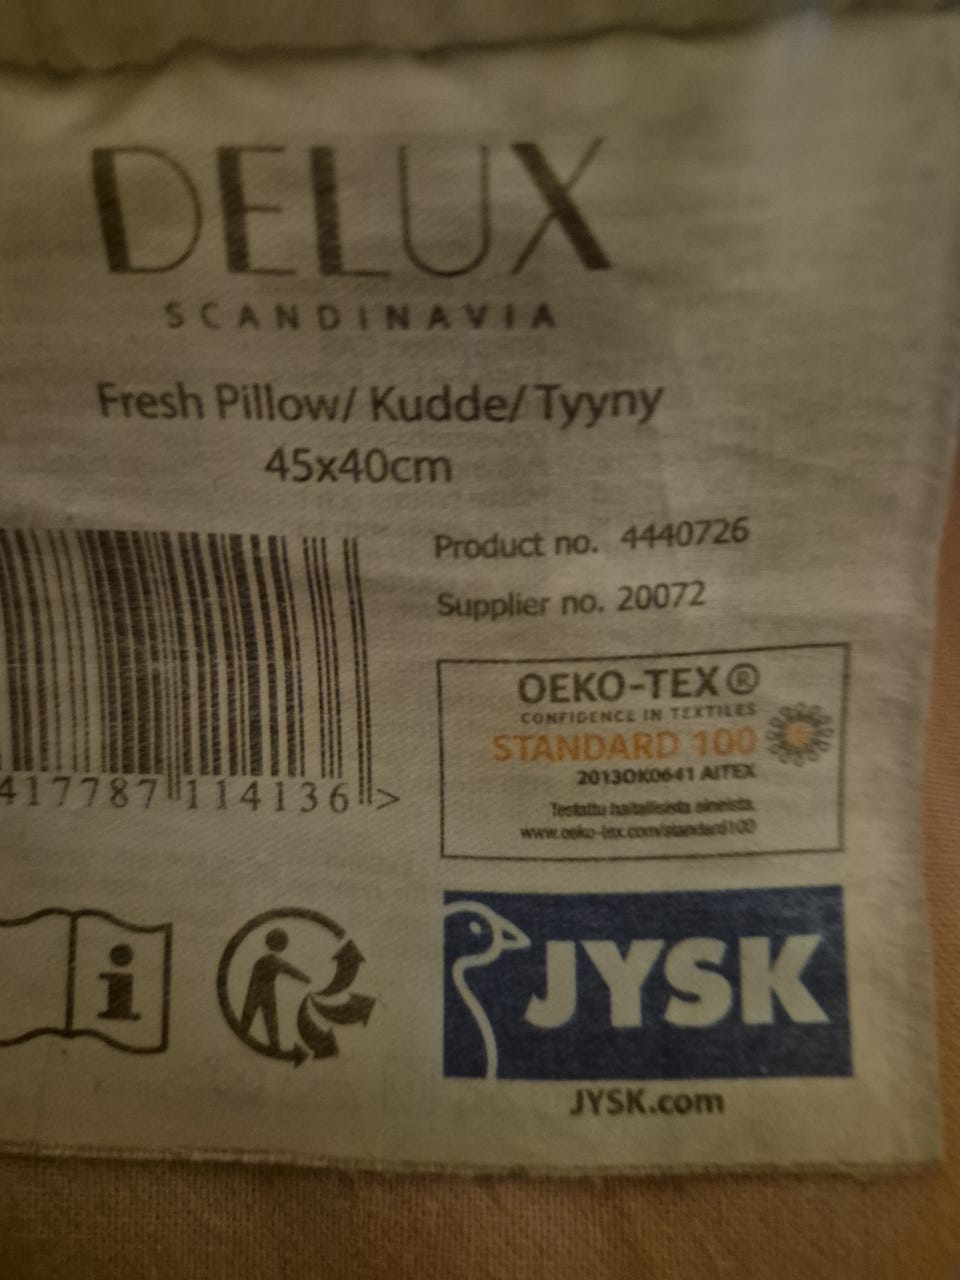 DELUX
SCANDINAVIA
Fresh Pillow/ Kudde/ Tyyny
45x40cm
Product no. 4440726
Supplier no. 20072
OEKO-TEX®
CONFIDENCE IN TEXTILES
STANDARD 100
2013OK0641 AITEX
Testattu haitallisista aineista.
www.oeko-tex.com/standard100
417787 114136 >
i
JYSK
JYSK.com